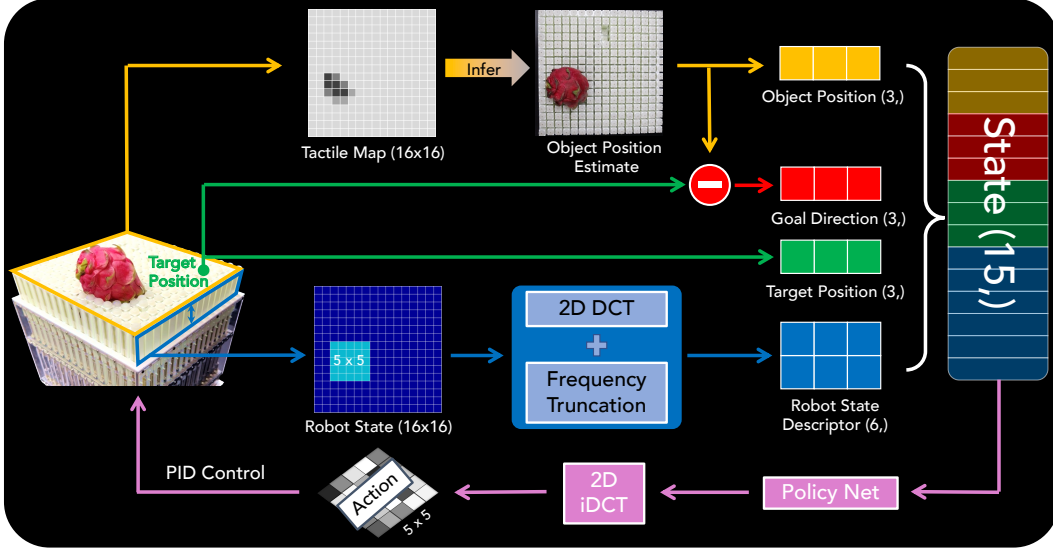 Infer
Tactile Map (16x16)
Object Position
Estimate
Object Position (3,)
Goal Direction (3,)
Target
Position
Target Position (3,)
5 x 5
Robot State (16x16)
2D DCT
+
Frequency
Truncation
Robot State
Descriptor (6,)
State (15,)
PID Control
Action
5 x 5
2D
iDCT
Policy Net